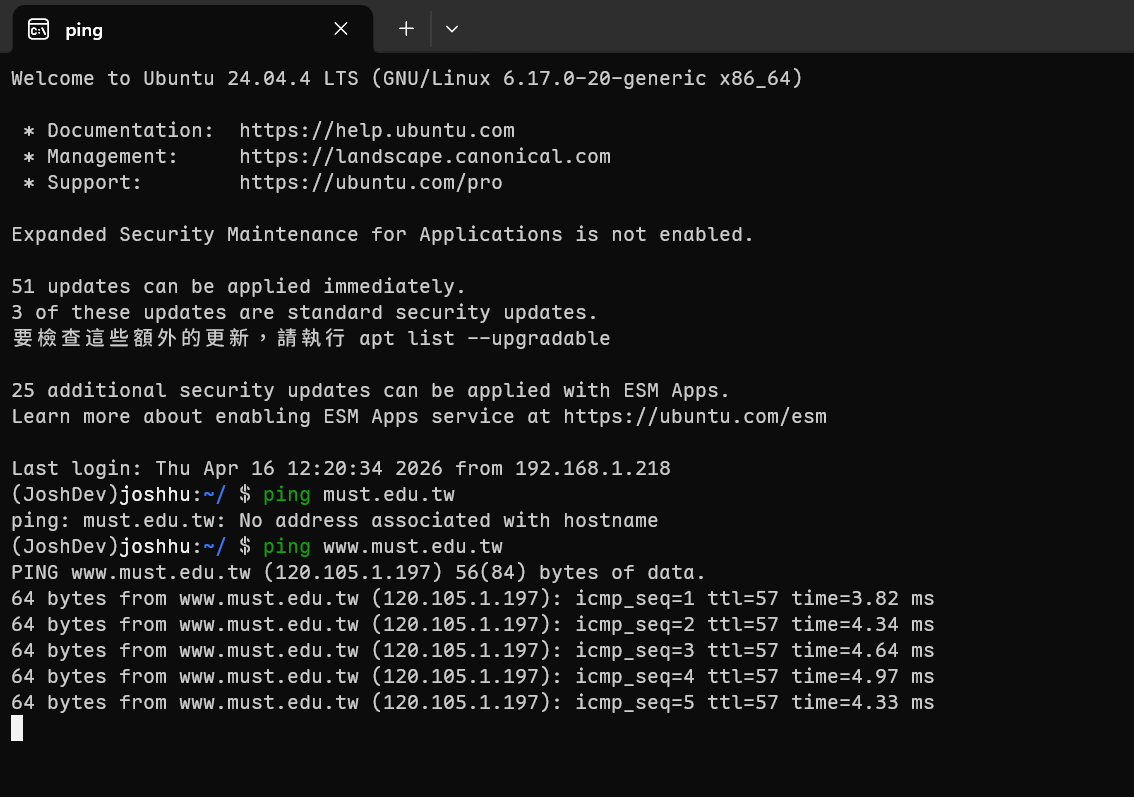 ping
Welcome to Ubuntu 24.04.4 LTS (GNU/Linux 6.17.0-20-generic x86_64)
 * Documentation:  https://help.ubuntu.com
 * Management:     https://landscape.canonical.com
 * Support:        https://ubuntu.com/pro
Expanded Security Maintenance for Applications is not enabled.
51 updates can be applied immediately.
3 of these updates are standard security updates.
要檢查這些額外的更新，請執行 apt list --upgradable
25 additional security updates can be applied with ESM Apps.
Learn more about enabling ESM Apps service at https://ubuntu.com/esm
Last login: Thu Apr 16 12:20:34 2026 from 192.168.1.218
(JoshDev)joshhu:~/ $ ping must.edu.tw
ping: must.edu.tw: No address associated with hostname
(JoshDev)joshhu:~/ $ ping www.must.edu.tw
PING www.must.edu.tw (120.105.1.197) 56(84) bytes of data.
64 bytes from www.must.edu.tw (120.105.1.197): icmp_seq=1 ttl=57 time=3.82 ms
64 bytes from www.must.edu.tw (120.105.1.197): icmp_seq=2 ttl=57 time=4.34 ms
64 bytes from www.must.edu.tw (120.105.1.197): icmp_seq=3 ttl=57 time=4.64 ms
64 bytes from www.must.edu.tw (120.105.1.197): icmp_seq=4 ttl=57 time=4.97 ms
64 bytes from www.must.edu.tw (120.105.1.197): icmp_seq=5 ttl=57 time=4.33 ms